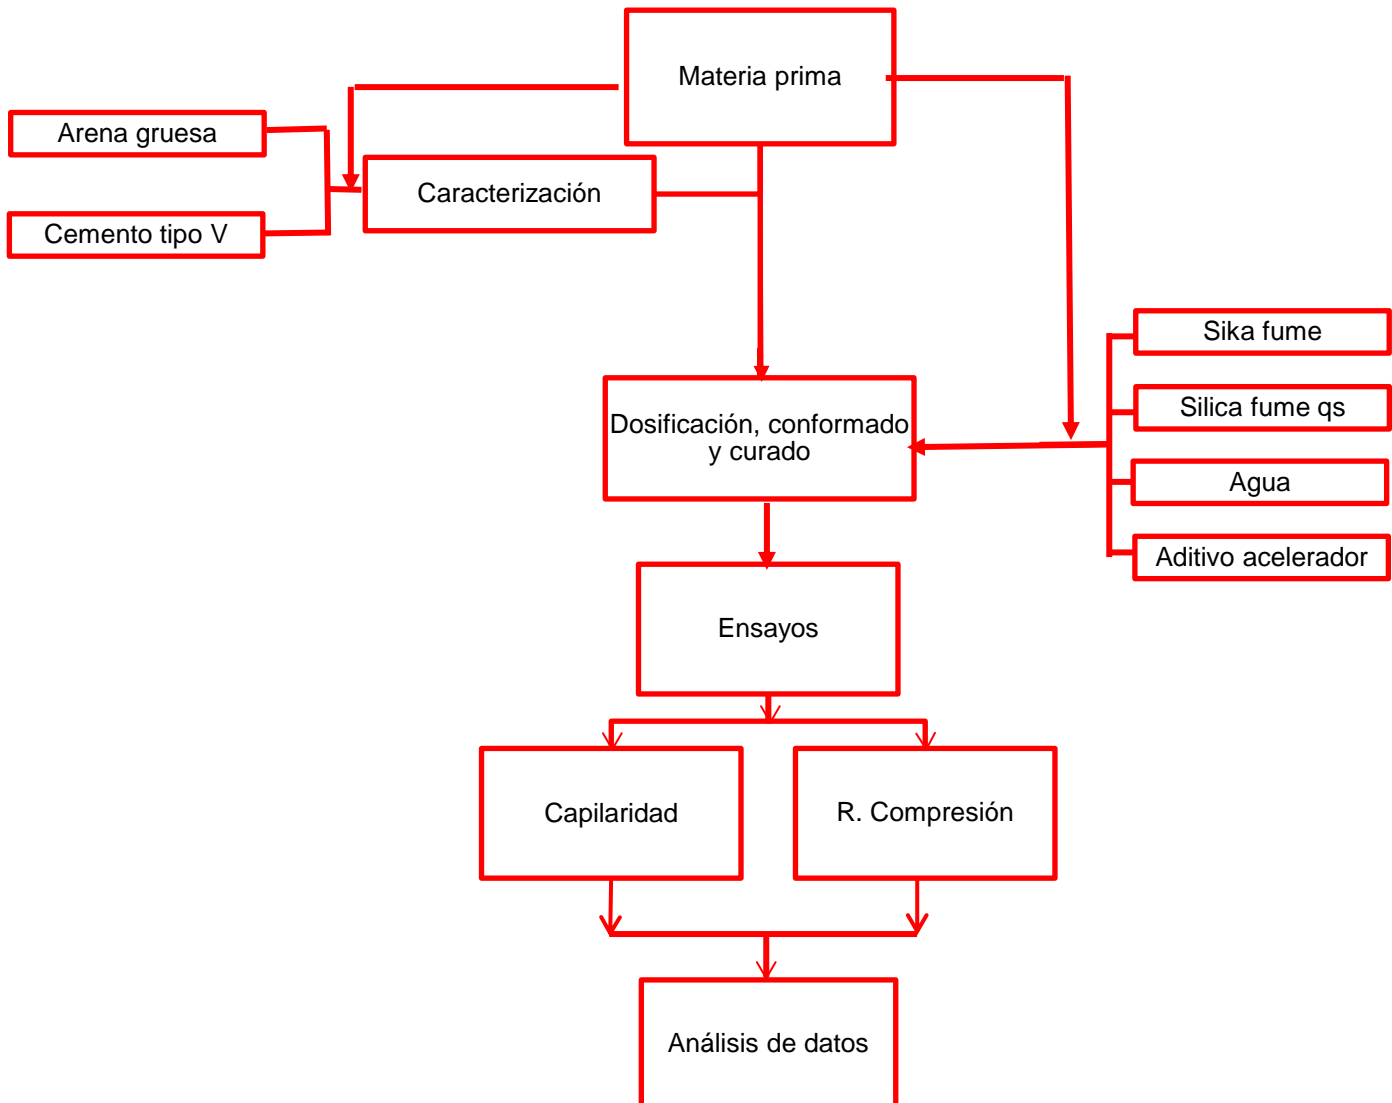 Materia prima
Arena gruesa
Caracterización
Cemento tipo V
Sika fume
Silica fume qs
Dosificación, conformado
y curado
Agua
Aditivo acelerador
Ensayos
Capilaridad
R. Compresión
Análisis de datos